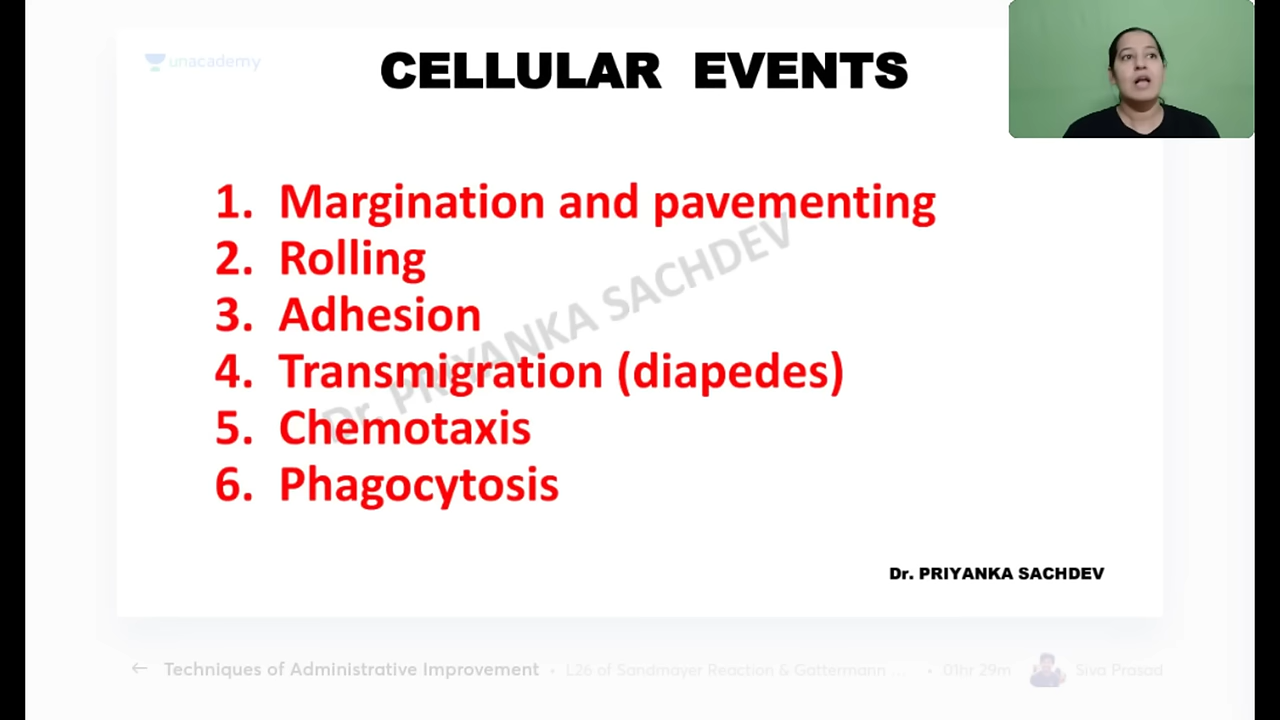 unacademy
CELLULAR EVENTS
1. Margination and pavementing
2. Rolling
3. Adhesion
4. Transmigration (diapedes)
5. Chemotaxis
6. Phagocytosis
Dr. PRIYANKA SACHDEV
Dr. PRIYANKA SACHDEV
← Techniques of Administrative Improvement • L26 of Sandmayer Reaction & Gattermann ... • 01hr 29m Siva Prasad